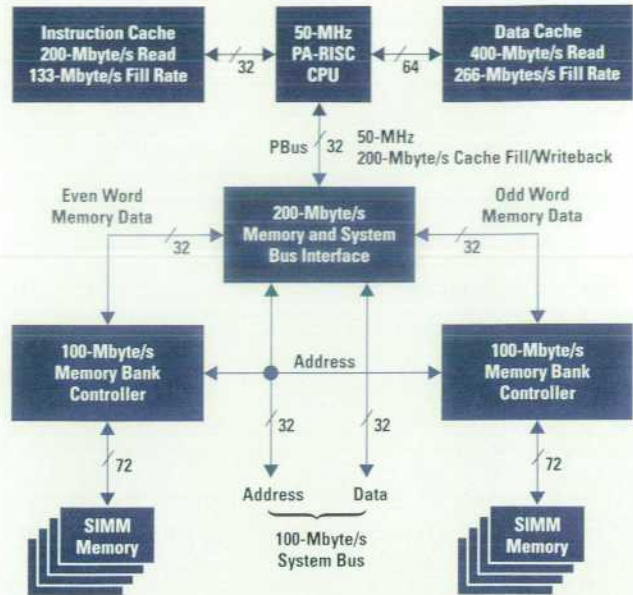 Instruction Cache
200-Mbyte/s Read
133-Mbyte/s Fill Rate
32
50-MHz
PA-RISC
CPU
64
Data Cache
400-Mbyte/s Read
266-Mbytes/s Fill Rate
PBus
32
50-MHz
200-Mbyte/s Cache Fill/Writeback
Even Word
Memory Data
32
200-Mbyte/s
Memory and System
Bus Interface
32
Odd Word
Memory Data
100-Mbyte/s
Memory Bank
Controller
Address
100-Mbyte/s
Memory Bank
Controller
72
32
32
72
SIMM
Memory
Address
Data
100-Mbyte/s
System Bus
SIMM
Memory